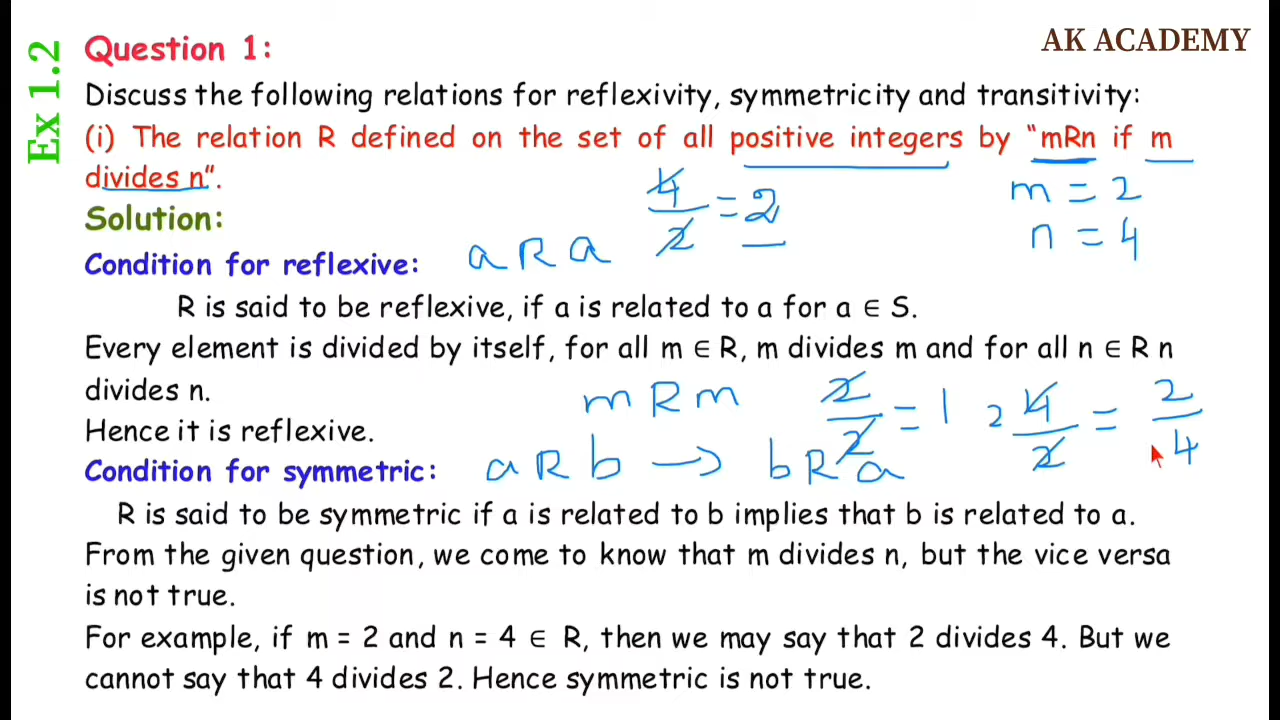 AK ACADEMY
Ex 1.2
Question 1:
Discuss the following relations for reflexivity, symmetricity and transitivity:
(i) The relation R defined on the set of all positive integers by “mRn if m
divides n”.
4/2 = 2
m = 2
n = 4
Solution:
Condition for reflexive: a R a
R is said to be reflexive, if a is related to a for a ∈ S.
Every element is divided by itself, for all m ∈ R, m divides m and for all n ∈ R n
divides n.
m R m 2/2 = 1 2 4/2 = 2/4
Hence it is reflexive.
Condition for symmetric: a R b → b R a
R is said to be symmetric if a is related to b implies that b is related to a.
From the given question, we come to know that m divides n, but the vice versa
is not true.
For example, if m = 2 and n = 4 ∈ R, then we may say that 2 divides 4. But we
cannot say that 4 divides 2. Hence symmetric is not true.